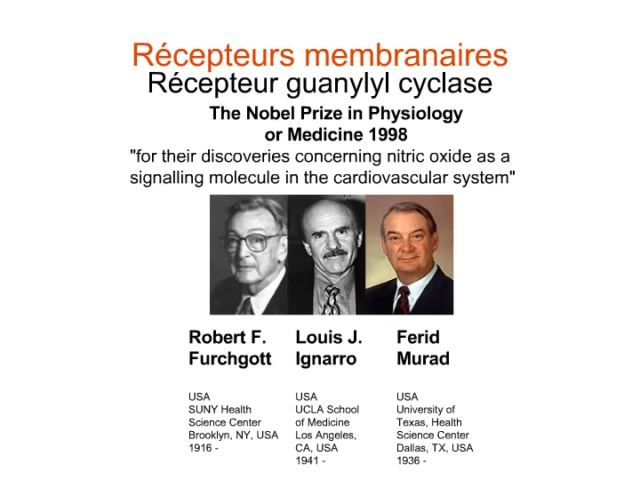 Récepteurs membranaires
Récepteur guanylyl cyclase
The Nobel Prize in Physiology
or Medicine 1998
"for their discoveries concerning nitric oxide as a
signalling molecule in the cardiovascular system"
Robert F.
Furchgott
USA
SUNY Health
Science Center
Brooklyn, NY, USA
1916 -
Louis J.
Ignarro
USA
UCLA School
of Medicine
Los Angeles,
CA, USA
1941 -
Ferid
Murad
USA
University of
Texas, Health
Science Center
Dallas, TX, USA
1936 -